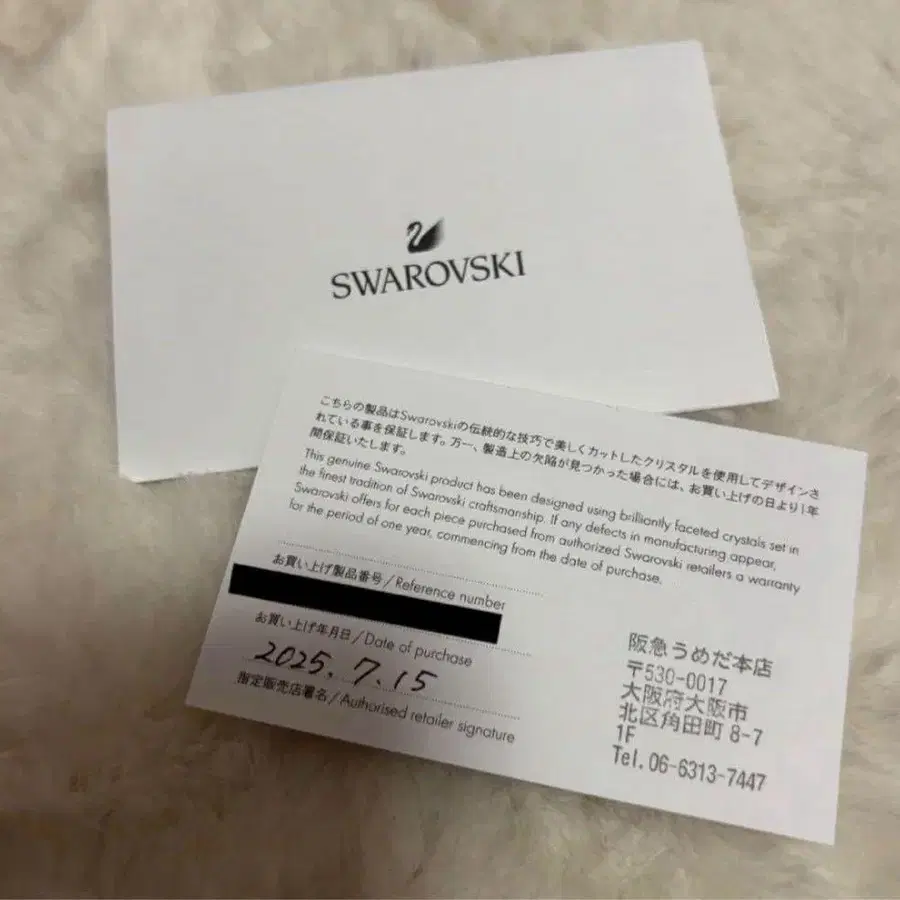 SWAROVSKI
こちらの製品はSwarovskiの伝統的な技巧で美しくカットしたクリスタルを使用してデザインさ
れている事を保証します。万一、製造上の欠陥が見つかった場合には、お買い上げの日より1年
間保証いたします。
This genuine Swarovski product has been designed using brilliantly faceted crystals set in
the finest tradition of Swarovski craftsmanship. If any defects in manufacturing appear,
Swarovski offers for each piece purchased from authorized Swarovski retailers a warranty
for the period of one year, commencing from the date of purchase.
お買い上げ製品番号/Reference number
お買い上げ年月日/Date of purchase
2025.7.15
指定販売店署名/Authorised retailer signature
阪急うめだ本店
〒530-0017
大阪府大阪市
北区角田町 8-7
1F
Tel. 06-6313-7447